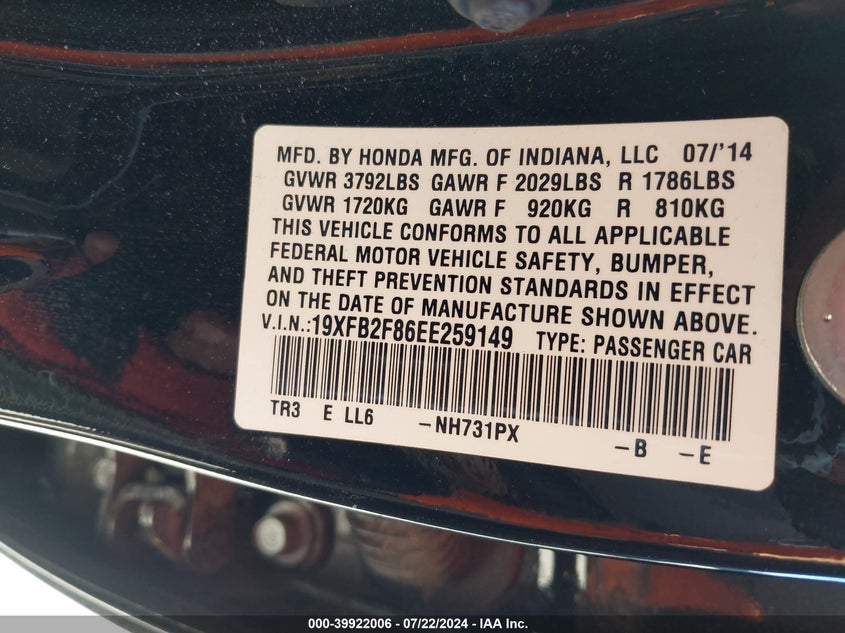 MFD. BY HONDA MFG. OF INDIANA, LLC 07/'14
GVWR 3792LBS GAWR F 2029LBS R 1786LBS
GVWR 1720KG GAWR F 920KG R 810KG
THIS VEHICLE CONFORMS TO ALL APPLICABLE
FEDERAL MOTOR VEHICLE SAFETY, BUMPER,
AND THEFT PREVENTION STANDARDS IN EFFECT
ON THE DATE OF MANUFACTURE SHOWN ABOVE.
V.I.N.:19XFB2F86EE259149 TYPE: PASSENGER CAR
TR3 E LL6 -NH731PX -B -E
000-39922006 - 07/22/2024 - IAA Inc.